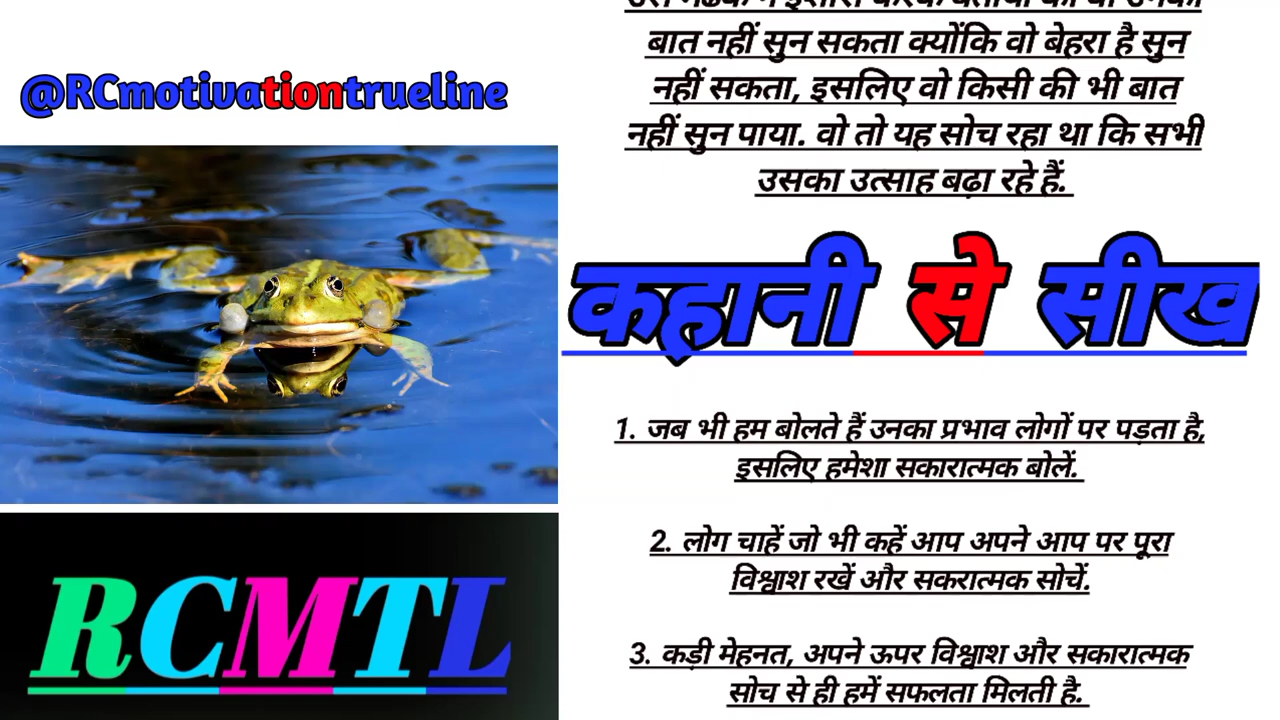 @RCmotivationtrueline
बात नहीं सुन सकता क्योंकि वो बेहरा है सुन
नहीं सकता, इसलिए वो किसी की भी बात
नहीं सुन पाया. वो तो यह सोच रहा था कि सभी
उसका उत्साह बढ़ा रहे हैं.
कहानी से सीख
1. जब भी हम बोलते हैं उनका प्रभाव लोगों पर पड़ता है,
इसलिए हमेशा सकारात्मक बोलें.
2. लोग चाहें जो भी कहें आप अपने आप पर पूरा
विश्वाश रखें और सकरात्मक सोचें.
3. कड़ी मेहनत, अपने ऊपर विश्वाश और सकारात्मक
सोच से ही हमें सफलता मिलती है.
RCMTL